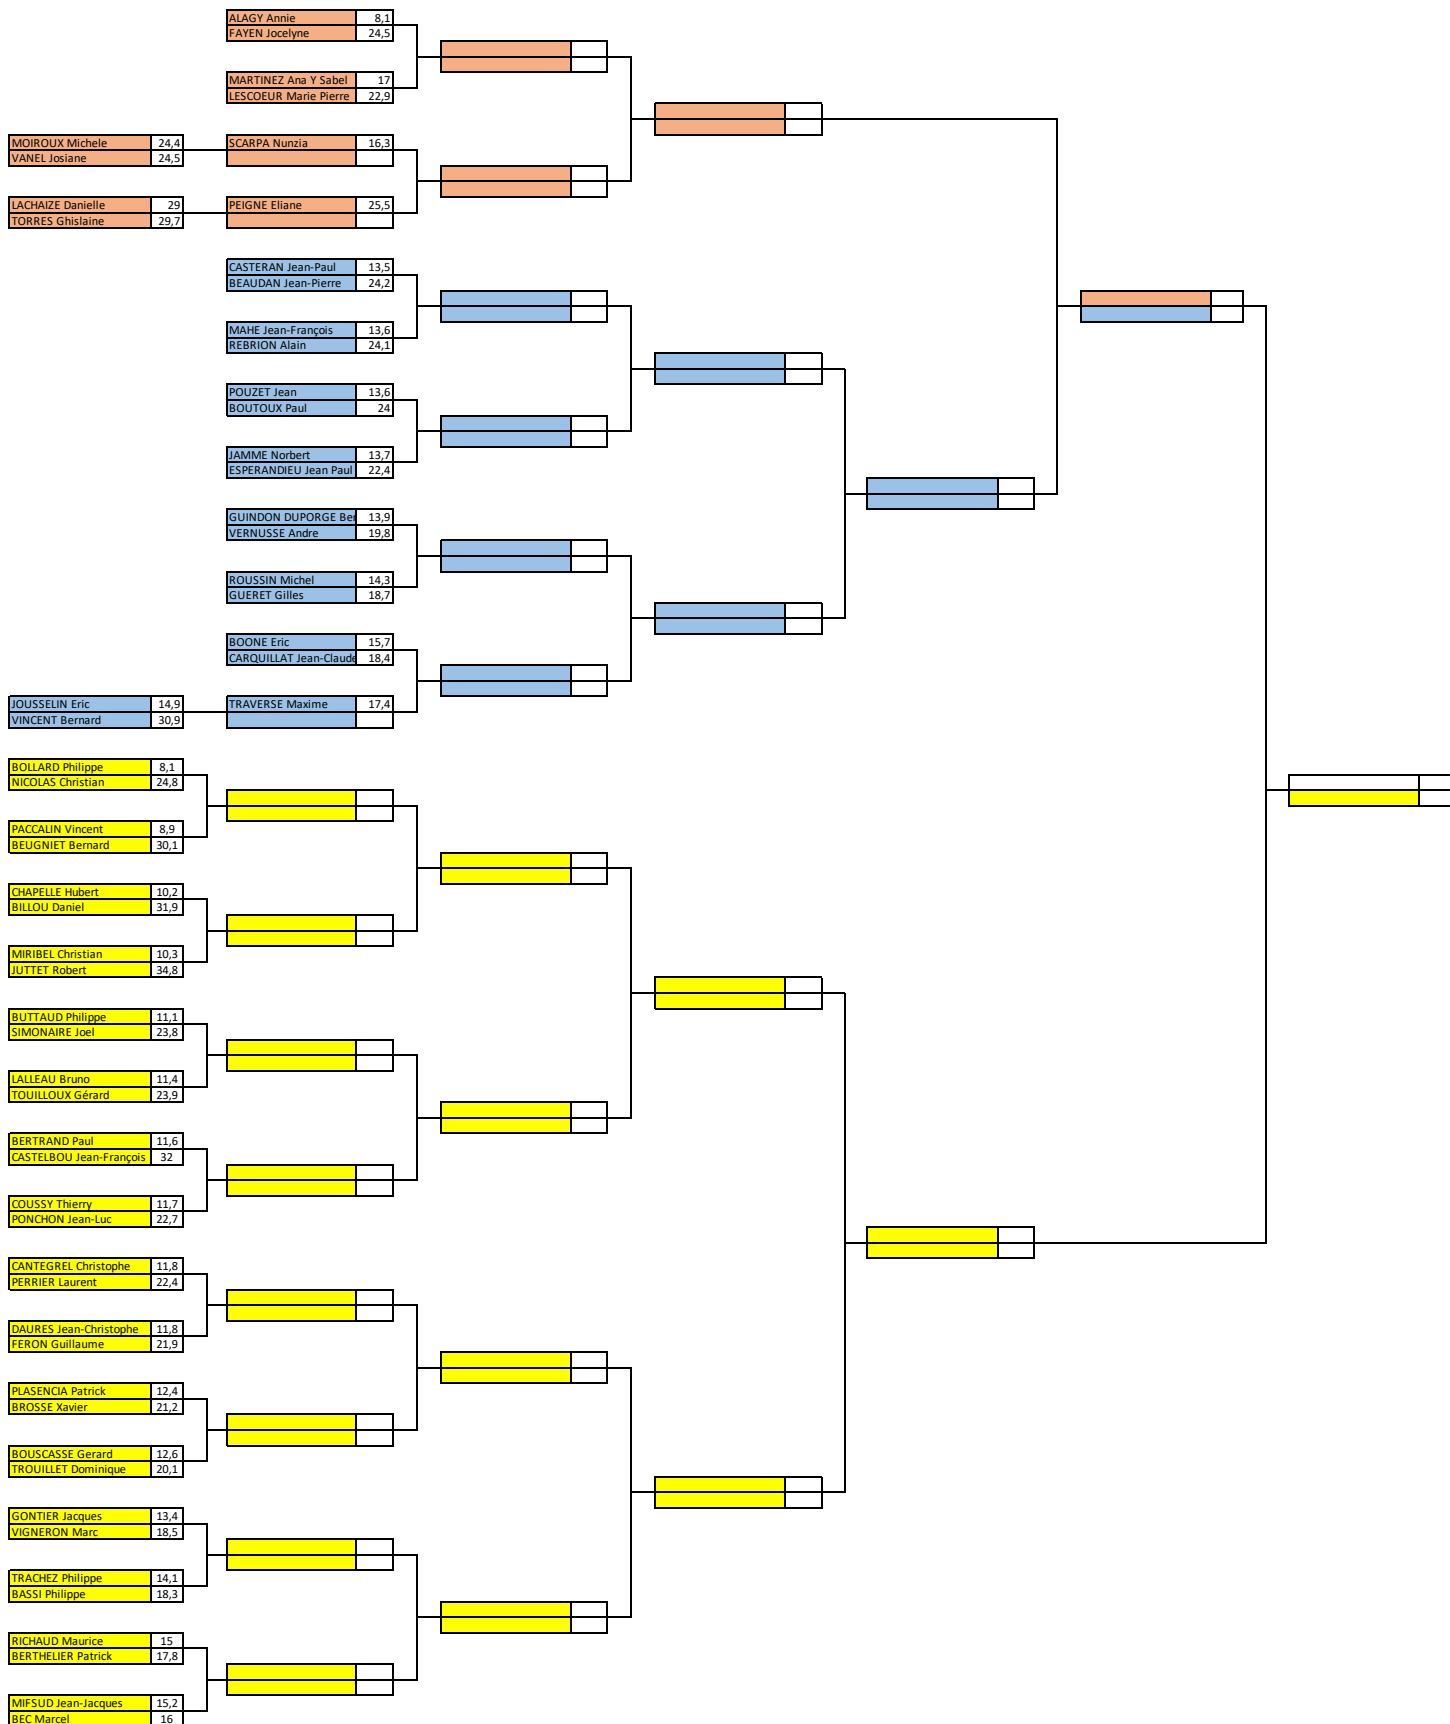 ALAGY Annie 8,1
FAYEN Jocelyne 24,5
MARTINEZ Ana Y Sabel 17
LESCOEUR Marie Pierre 22,9
MOIROUX Michele 24,4 SCARPA Nunzia 16,3
VANEL Josiane 24,5
LACHAIZE Danielle 29 PEIGNE Eliane 25,5
TORRES Ghislaine 29,7
CASTERAN Jean-Paul 13,5
BEAUDAN Jean-Pierre 24,2
MAHE Jean-François 13,6
REBRION Alain 24,1
POUZET Jean 13,6
BOUTOUX Paul 24
JAMME Norbert 13,7
ESPERANDIEU Jean Paul 22,4
GUINDON DUPORGE Ber 13,9
VERNUSSE Andre 19,8
ROUSSIN Michel 14,3
GUERET Gilles 18,7
BOONE Eric 15,7
CARQUILLAT Jean-Claude 18,4
JOUSSELIN Eric 14,9 TRAVERSE Maxime 17,4
VINCENT Bernard 30,9
BOLLARD Philippe 8,1
NICOLAS Christian 24,8
PACCALIN Vincent 8,9
BEUGNIET Bernard 30,1
CHAPELLE Hubert 10,2
BILLOU Daniel 31,9
MIRIBEL Christian 10,3
JUTTET Robert 34,8
BUTTAUD Philippe 11,1
SIMONAIRE Joel 23,8
LALLEAU Bruno 11,4
TOUILLOUX Gérard 23,9
BERTRAND Paul 11,6
CASTELBOU Jean-François 32
COUSSY Thierry 11,7
PONCHON Jean-Luc 22,7
CANTEGREL Christophe 11,8
PERRIER Laurent 22,4
DAURES Jean-Christophe 11,8
FERON Guillaume 21,9
PLASENCIA Patrick 12,4
BROSSE Xavier 21,2
BOUSCASSE Gerard 12,6
TROUILLET Dominique 20,1
GONTIER Jacques 13,4
VIGNERON Marc 18,5
TRACHEZ Philippe 14,1
BASSI Philippe 18,3
RICHAUD Maurice 15
BERTHELIER Patrick 17,8
MIFSUD Jean-Jacques 15,2
BEC Marcel 16